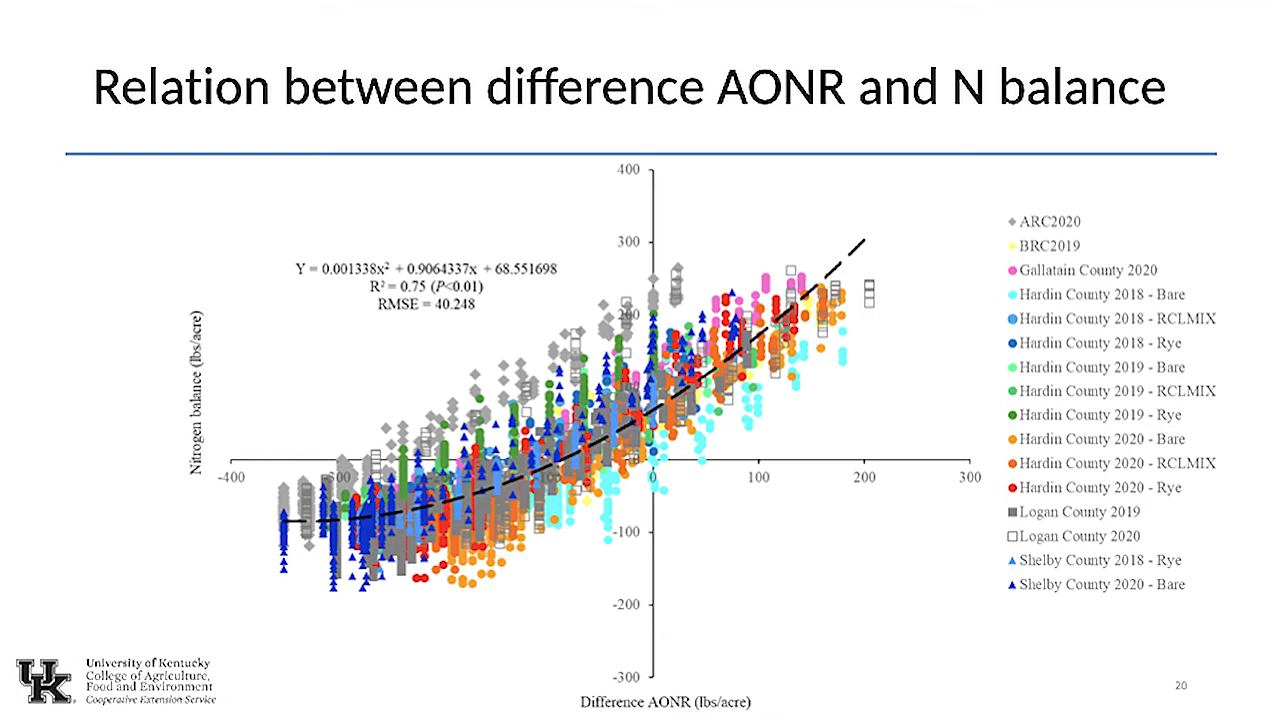 Relation between difference AONR and N balance
400
300
200
-100
-200
-300
-400
-300
-200
-100
0
100
200
300
Y = 0.001338x² + 0.9064337x + 68.551698
R² = 0.75 (P<0.01)
RMSE = 40.248
Nitrogen balance (lbs/acre)
Difference AONR (lbs/acre)
ARC2020
BRC2019
Gallatain County 2020
Hardin County 2018 - Bare
Hardin County 2018 - RCLMIX
Hardin County 2018 - Rye
Hardin County 2019 - Bare
Hardin County 2019 - RCLMIX
Hardin County 2019 - Rye
Hardin County 2020 - Bare
Hardin County 2020 - RCLMIX
Hardin County 2020 - Rye
Logan County 2019
Logan County 2020
Shelby County 2018 - Rye
Shelby County 2020 - Bare
UK
University of Kentucky
College of Agriculture,
Food and Environment
Cooperative Extension Service
20